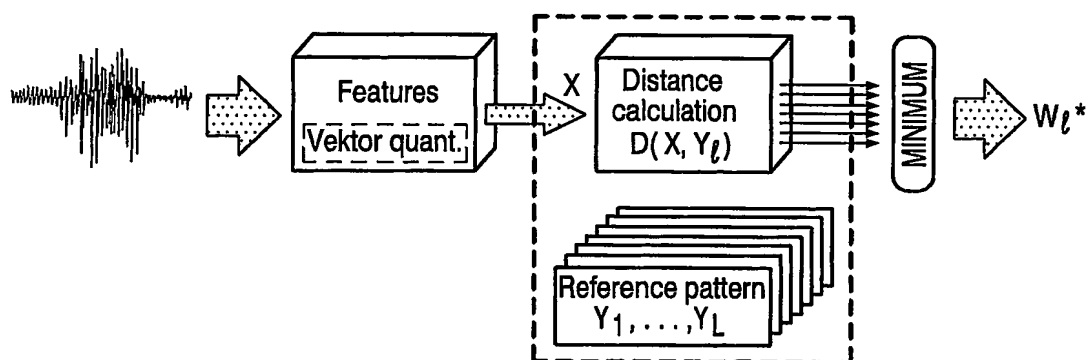 Features
Vektor quant.
X
Distance
calculation
D( X, Yℓ)
MINIMUM
Wℓ*
Reference pattern
Y1, . . . ,YL